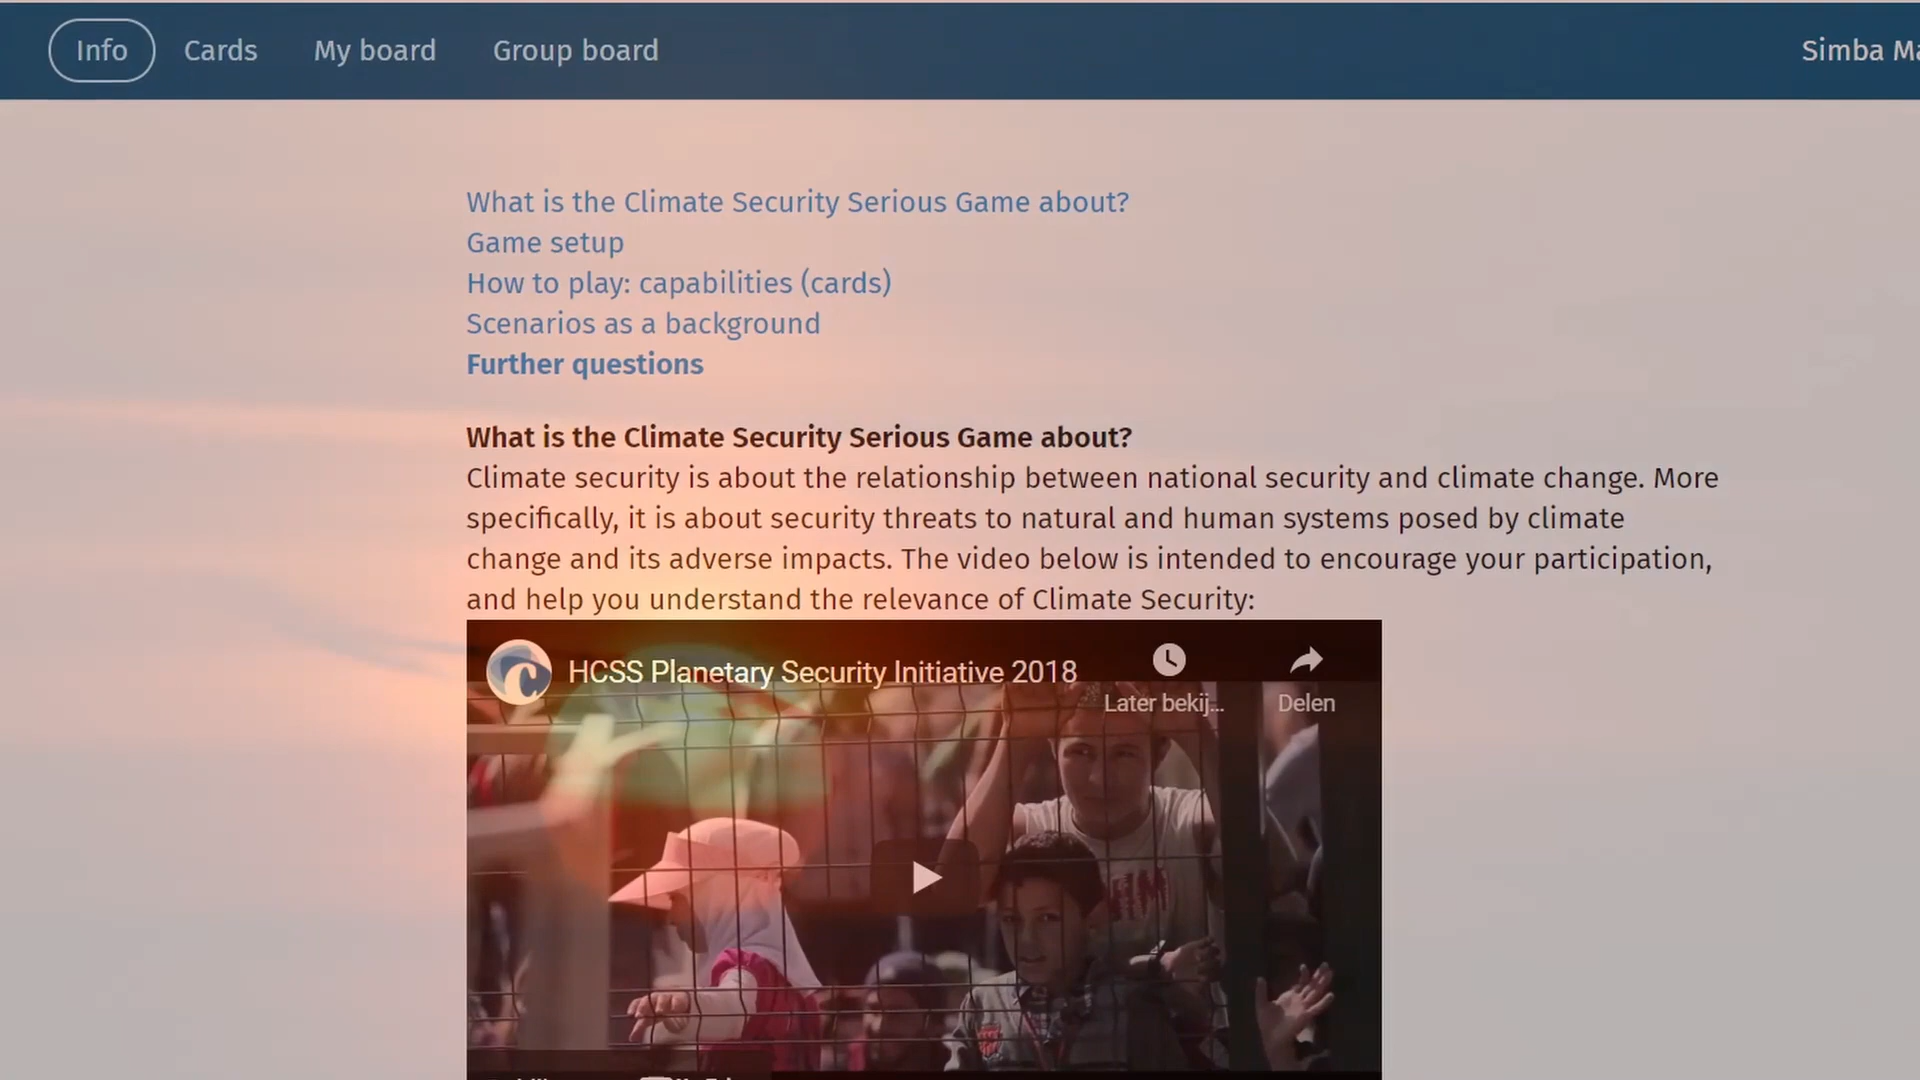 Info
Cards
My board
Group board
Simba
What is the Climate Security Serious Game about?
Game setup
How to play: capabilities (cards)
Scenarios as a background
Further questions
What is the Climate Security Serious Game about?
Climate security is about the relationship between national security and climate change. More
specifically, it is about security threats to natural and human systems posed by climate
change and its adverse impacts. The video below is intended to encourage your participation,
and help you understand the relevance of Climate Security:
HCSS Planetary Security Initiative 2018
Later bekij...
Delen